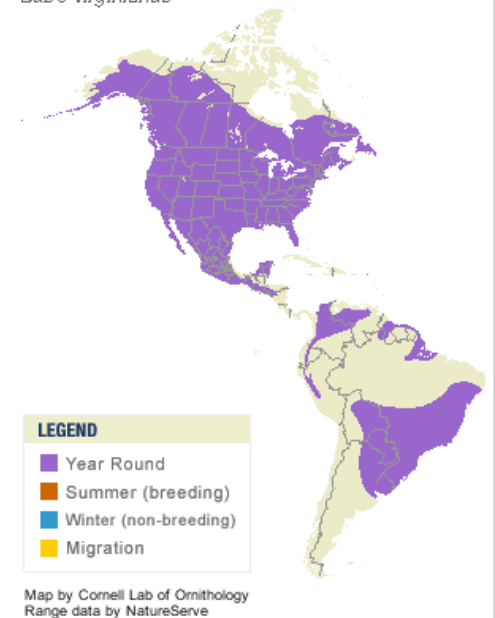 LEGEND
Year Round
Summer (breeding)
Winter (non-breeding)
Migration
Map by Cornell Lab of Ornithology
Range data by NatureServe